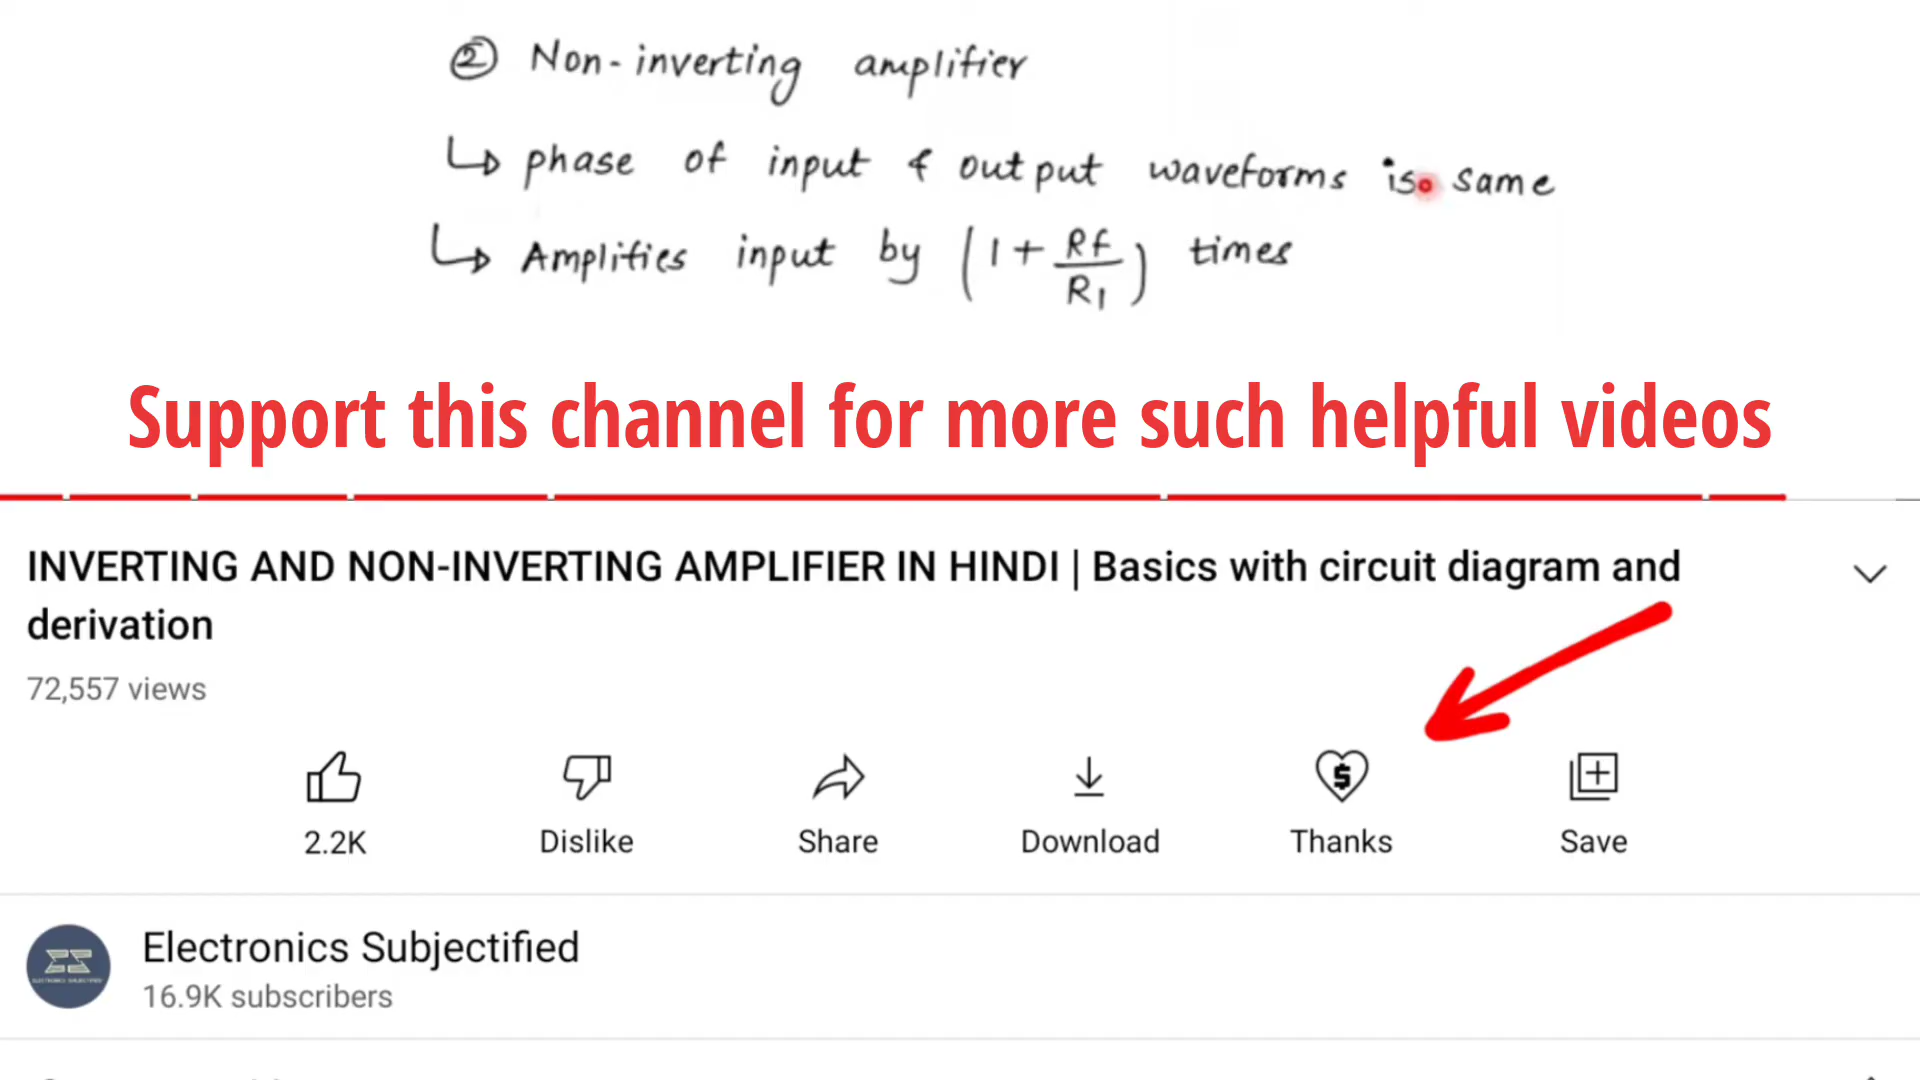 ② Non-inverting amplifier
↳ phase of input & output waveforms is same
↳ Amplifies input by (1 + Rf/R1) times
Support this channel for more such helpful videos
INVERTING AND NON-INVERTING AMPLIFIER IN HINDI | Basics with circuit diagram and
derivation
72,557 views
2.2K Dislike Share Download Thanks Save
Electronics Subjectified
16.9K subscribers